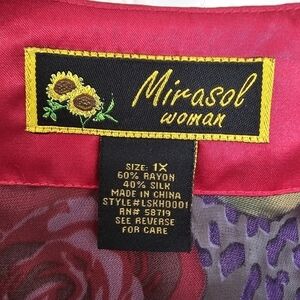 Mirasol
woman
SIZE: 1X
60% RAYON
40% SILK
MADE IN CHINA
STYLE#LSKH0001
RN# 58719
SEE REVERSE
FOR CARE